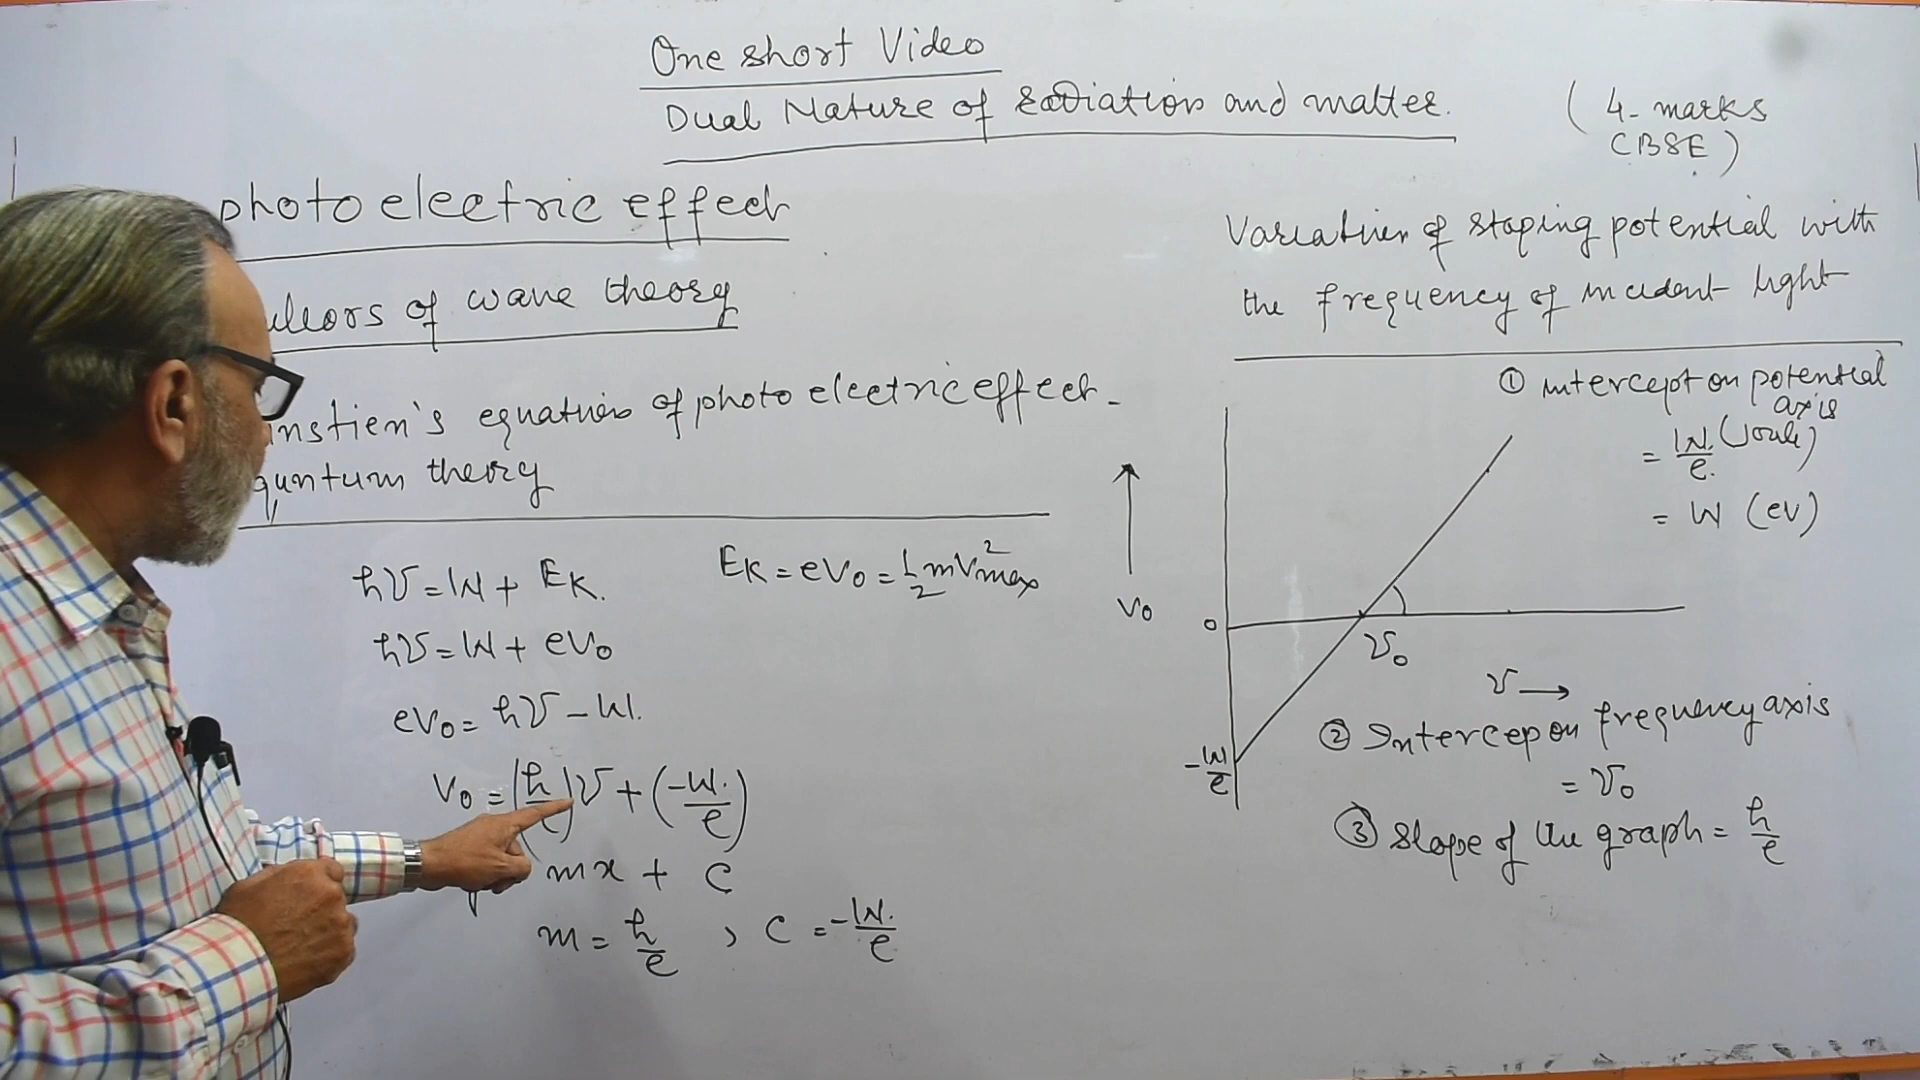 One short Video
Dual Nature of radiation and matter.
( 4- marks
CBSE)
photo electric effect
of wave theory
equation of photo electric effect-
quntum theory
hν = W + EK.
EK = eV₀ = 1/2 mV²max
hν = W + eV₀
eV₀ = hν - W.
V₀ = (h/e)ν + (-W./e)
mx + C
m = h/e , C = -W./e
Variation of stoping potential with
the frequency of incident light
① intercept on potential
axis
= W./e. (Joule)
= W (ev)
V₀
0
ν₀
ν →
-W/e
② Intercep on frequency axis
= ν₀
③ Slope of the graph = h/e